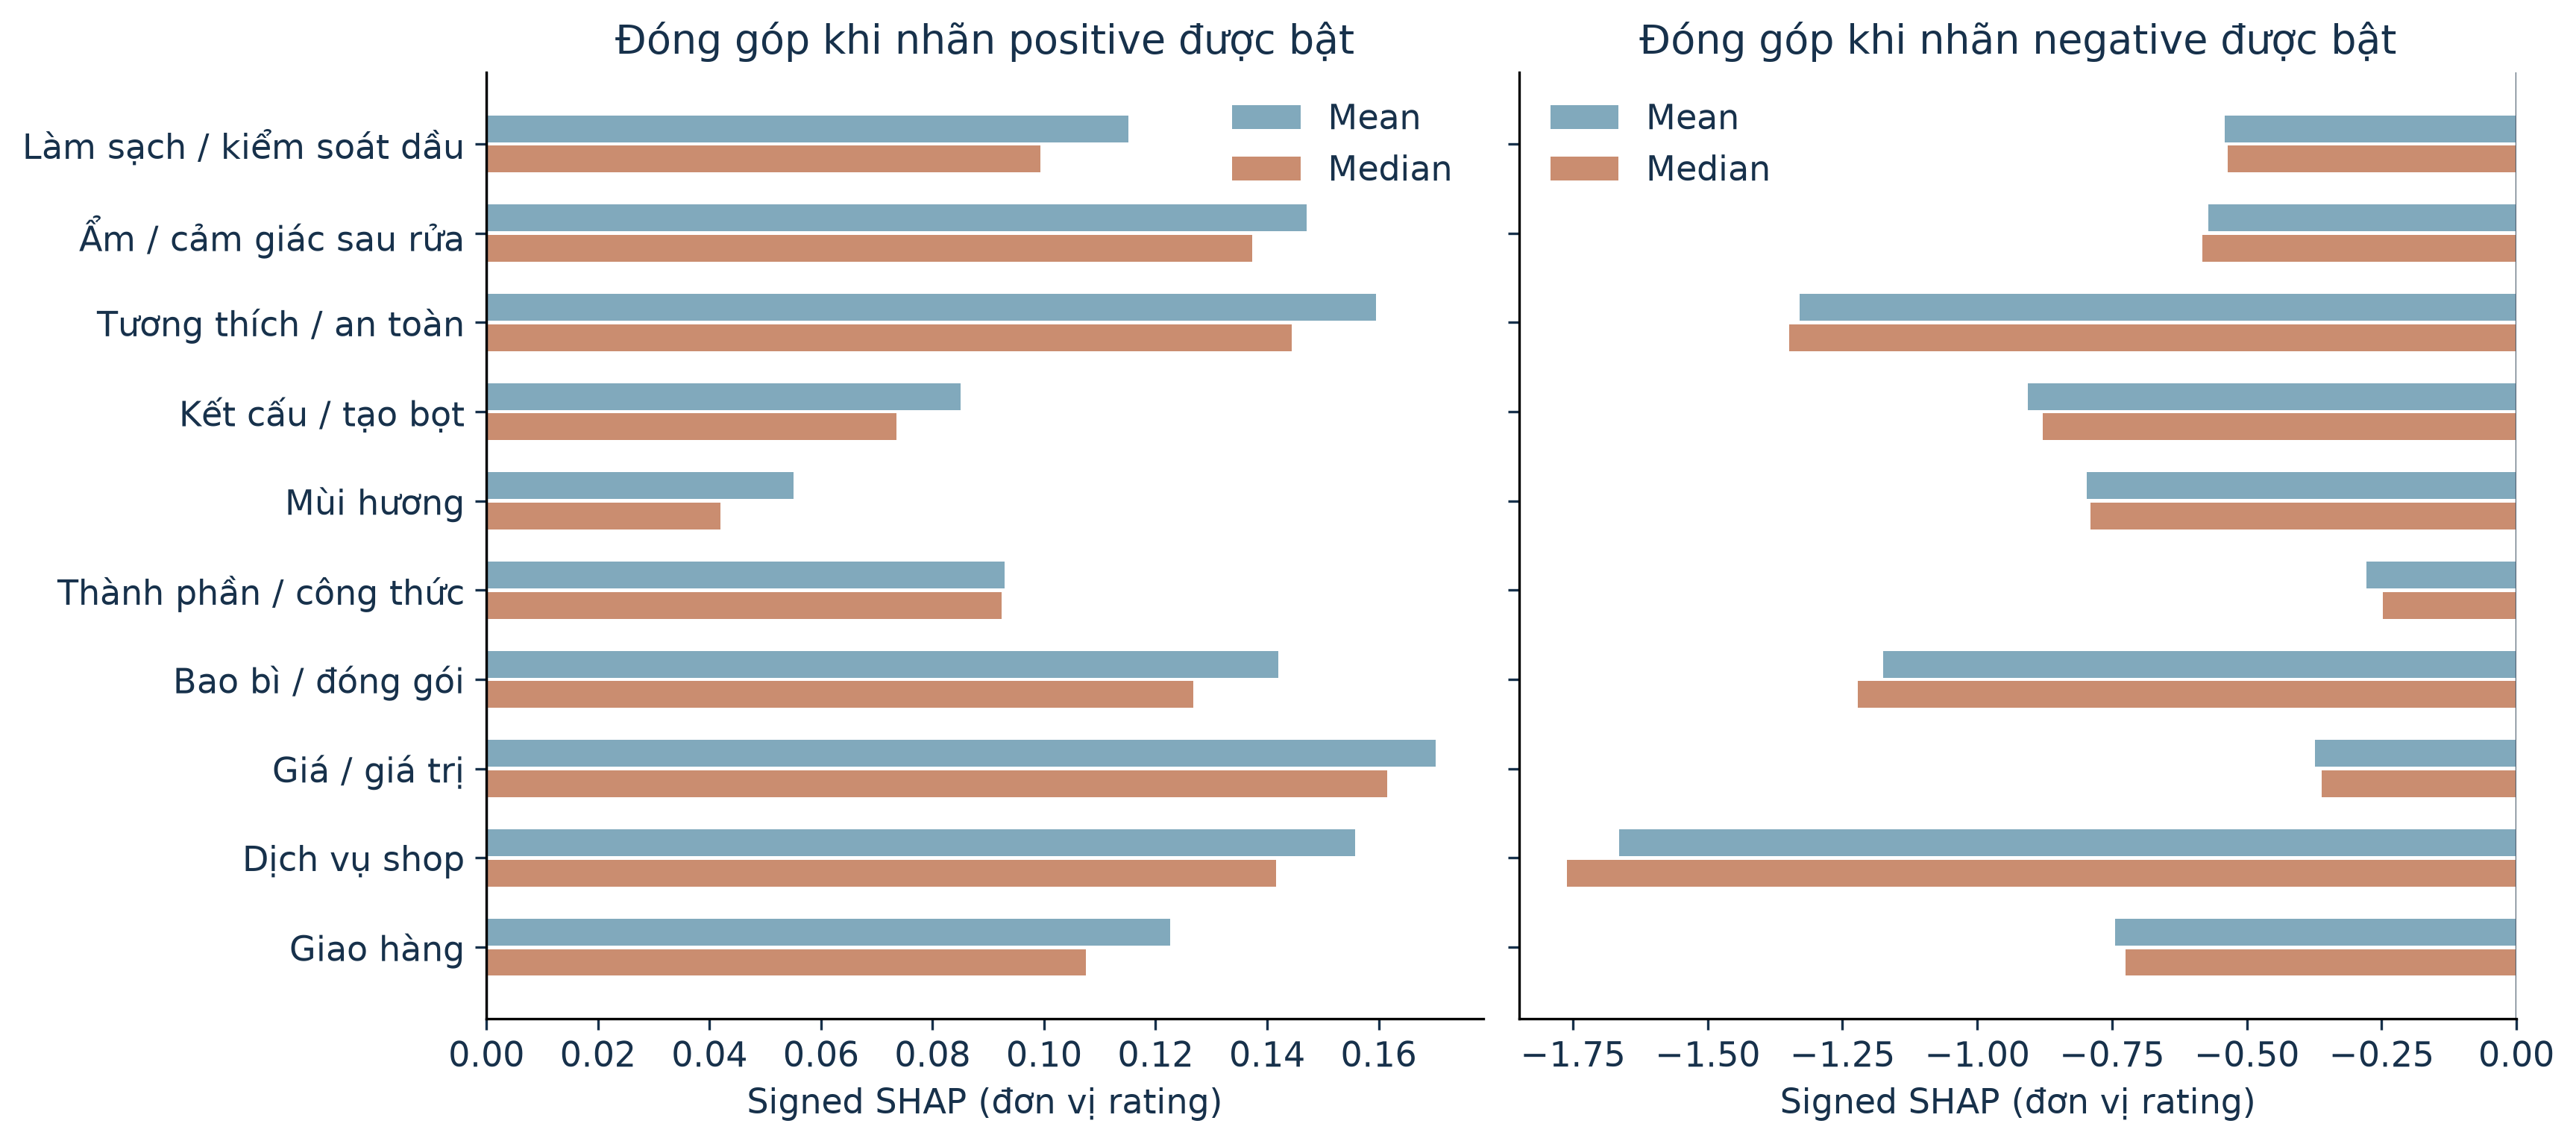 Đóng góp khi nhãn positive được bật
Mean
Median
Làm sạch / kiểm soát dầu
Ẩm / cảm giác sau rửa
Tương thích / an toàn
Kết cấu / tạo bọt
Mùi hương
Thành phần / công thức
Bao bì / đóng gói
Giá / giá trị
Dịch vụ shop
Giao hàng
0.00 0.02 0.04 0.06 0.08 0.10 0.12 0.14 0.16
Signed SHAP (đơn vị rating)
Đóng góp khi nhãn negative được bật
Mean
Median
−1.75 −1.50 −1.25 −1.00 −0.75 −0.50 −0.25 0.00
Signed SHAP (đơn vị rating)